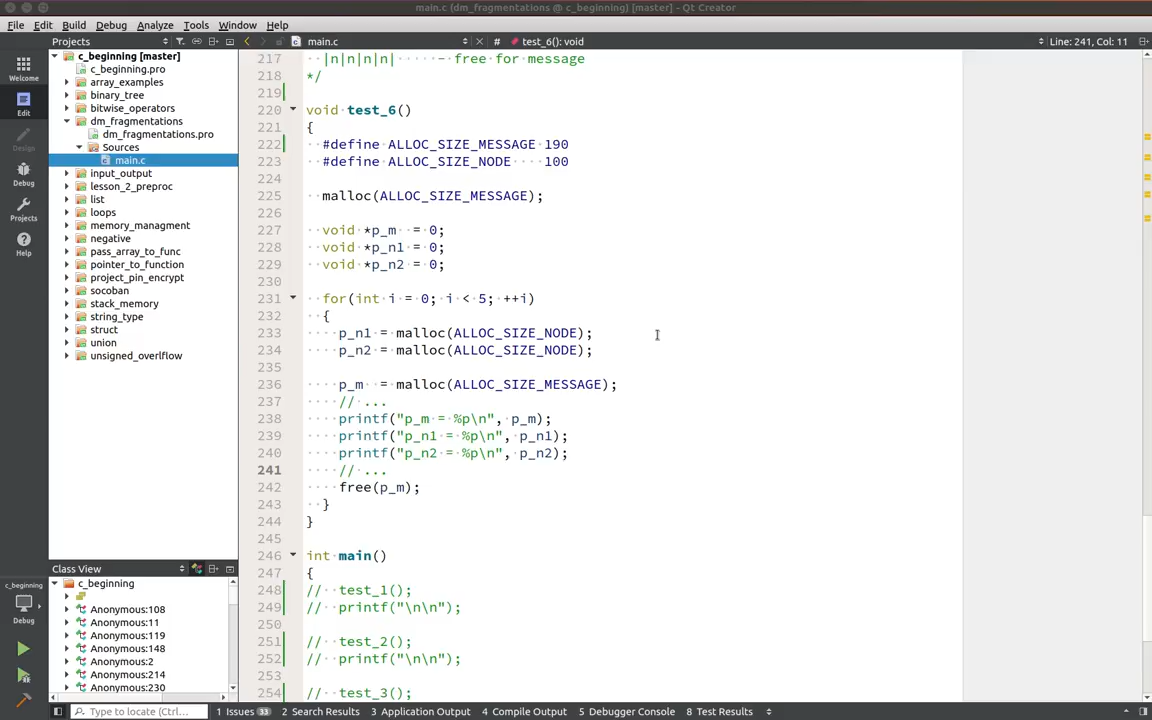 main.c (dm_fragmentations @ c_beginning) [master] - Qt Creator
File Edit Build Debug Analyze Tools Window Help
Projects main.c # test_6(): void Line: 241, Col: 11
Welcome
Edit
Design
Debug
Projects
Help
c_beginning
Debug
c_beginning [master]
c_beginning.pro
array_examples
binary_tree
bitwise_operators
dm_fragmentations
dm_fragmentations.pro
Sources
main.c
input_output
lesson_2_preproc
list
loops
memory_managment
negative
pass_array_to_func
pointer_to_function
project_pin_encrypt
socoban
stack_memory
string_type
struct
union
unsigned_overlflow
Class View
c_beginning
Anonymous:108
Anonymous:11
Anonymous:119
Anonymous:148
Anonymous:2
Anonymous:214
Anonymous:230
217 |n|n|n|n| - free for message
218 */
219
220 void test_6()
221 {
222 #define ALLOC_SIZE_MESSAGE 190
223 #define ALLOC_SIZE_NODE 100
224
225 malloc(ALLOC_SIZE_MESSAGE);
226
227 void *p_m = 0;
228 void *p_n1 = 0;
229 void *p_n2 = 0;
230
231 for(int i = 0; i < 5; ++i)
232 {
233 p_n1 = malloc(ALLOC_SIZE_NODE);
234 p_n2 = malloc(ALLOC_SIZE_NODE);
235
236 p_m = malloc(ALLOC_SIZE_MESSAGE);
237 // ...
238 printf("p_m = %p\n", p_m);
239 printf("p_n1 = %p\n", p_n1);
240 printf("p_n2 = %p\n", p_n2);
241 // ...
242 free(p_m);
243 }
244 }
245
246 int main()
247 {
248 // test_1();
249 // printf("\n\n");
250
251 // test_2();
252 // printf("\n\n");
253
254 // test_3();
Type to locate (Ctrl... 1 Issues 33 2 Search Results 3 Application Output 4 Compile Output 5 Debugger Console 8 Test Results